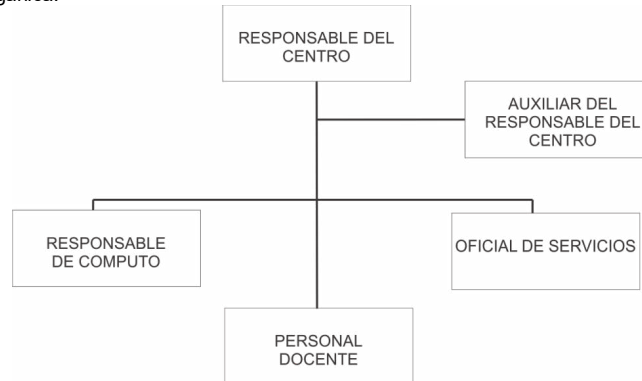 RESPONSABLE DEL
CENTRO
AUXILIAR DEL
RESPONSABLE DEL
CENTRO
RESPONSABLE
DE COMPUTO
OFICIAL DE SERVICIOS
PERSONAL
DOCENTE